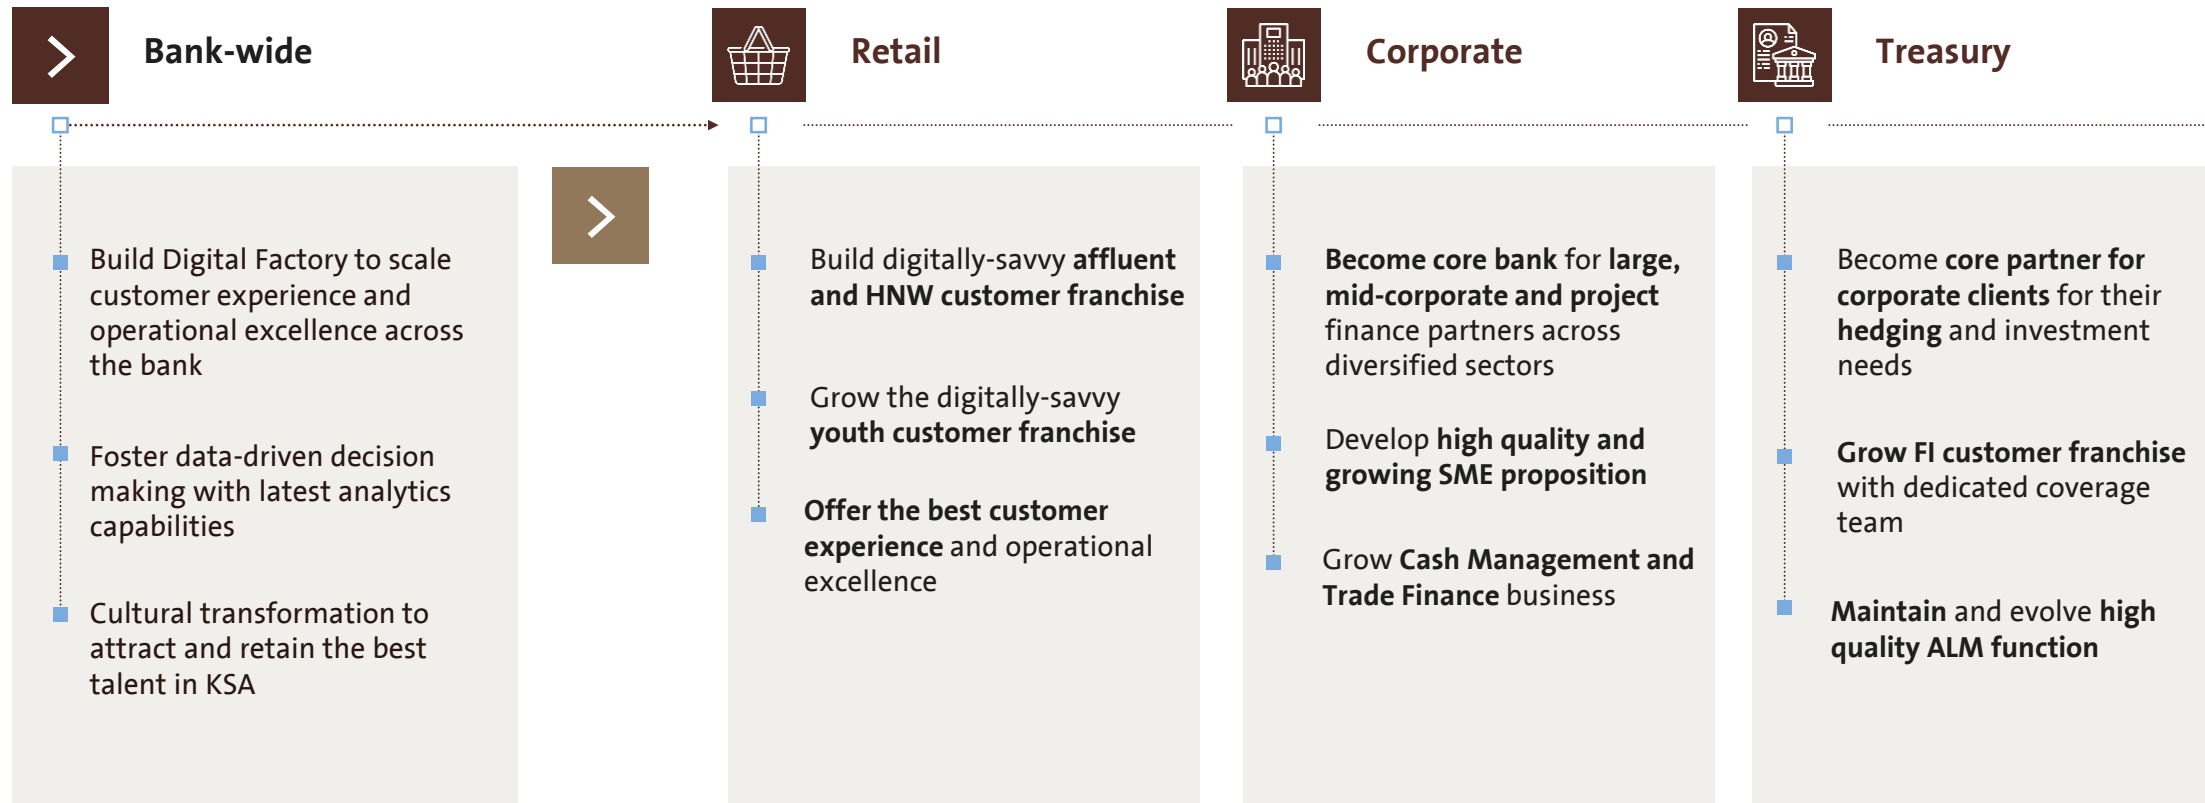 Bank-wide
Build Digital Factory to scale
customer experience and
operational excellence across
the bank
Foster data-driven decision
making with latest analytics
capabilities
Cultural transformation to
attract and retain the best
talent in KSA
Retail
Build digitally-savvy affluent
and HNW customer franchise
Grow the digitally-savvy
youth customer franchise
Offer the best customer
experience and operational
excellence
Corporate
Become core bank for large,
mid-corporate and project
finance partners across
diversified sectors
Develop high quality and
growing SME proposition
Grow Cash Management and
Trade Finance business
Treasury
Become core partner for
corporate clients for their
hedging and investment
needs
Grow FI customer franchise
with dedicated coverage
team
Maintain and evolve high
quality ALM function